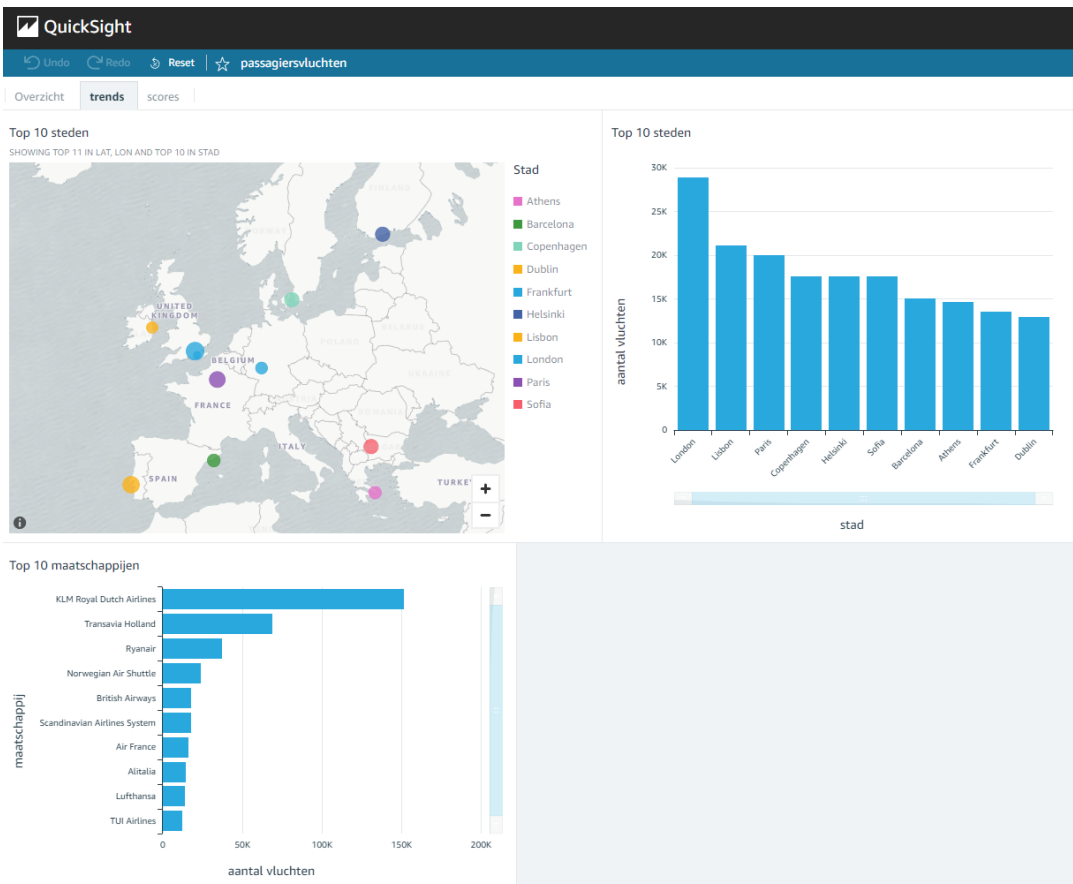 QuickSight
Undo Redo Reset passagiersvluchten
Overzicht trends scores
Top 10 steden
SHOWING TOP 11 IN LAT, LON AND TOP 10 IN STAD
FINLAND
NORWAY
UNITED
KINGDOM
BELARUS
POLAND
BELGIUM
UKRAINE
FRANCE
ROMANIA
ITALY
SPAIN
TURKEY
+
−
Stad
Athens
Barcelona
Copenhagen
Dublin
Frankfurt
Helsinki
Lisbon
London
Paris
Sofia
Top 10 steden
aantal vluchten
30K
25K
20K
15K
10K
5K
0
London Lisbon Paris Copenhagen Helsinki Sofia Barcelona Athens Frankfurt Dublin
stad
Top 10 maatschappijen
maatschappij
KLM Royal Dutch Airlines
Transavia Holland
Ryanair
Norwegian Air Shuttle
British Airways
Scandinavian Airlines System
Air France
Alitalia
Lufthansa
TUI Airlines
0 50K 100K 150K 200K
aantal vluchten